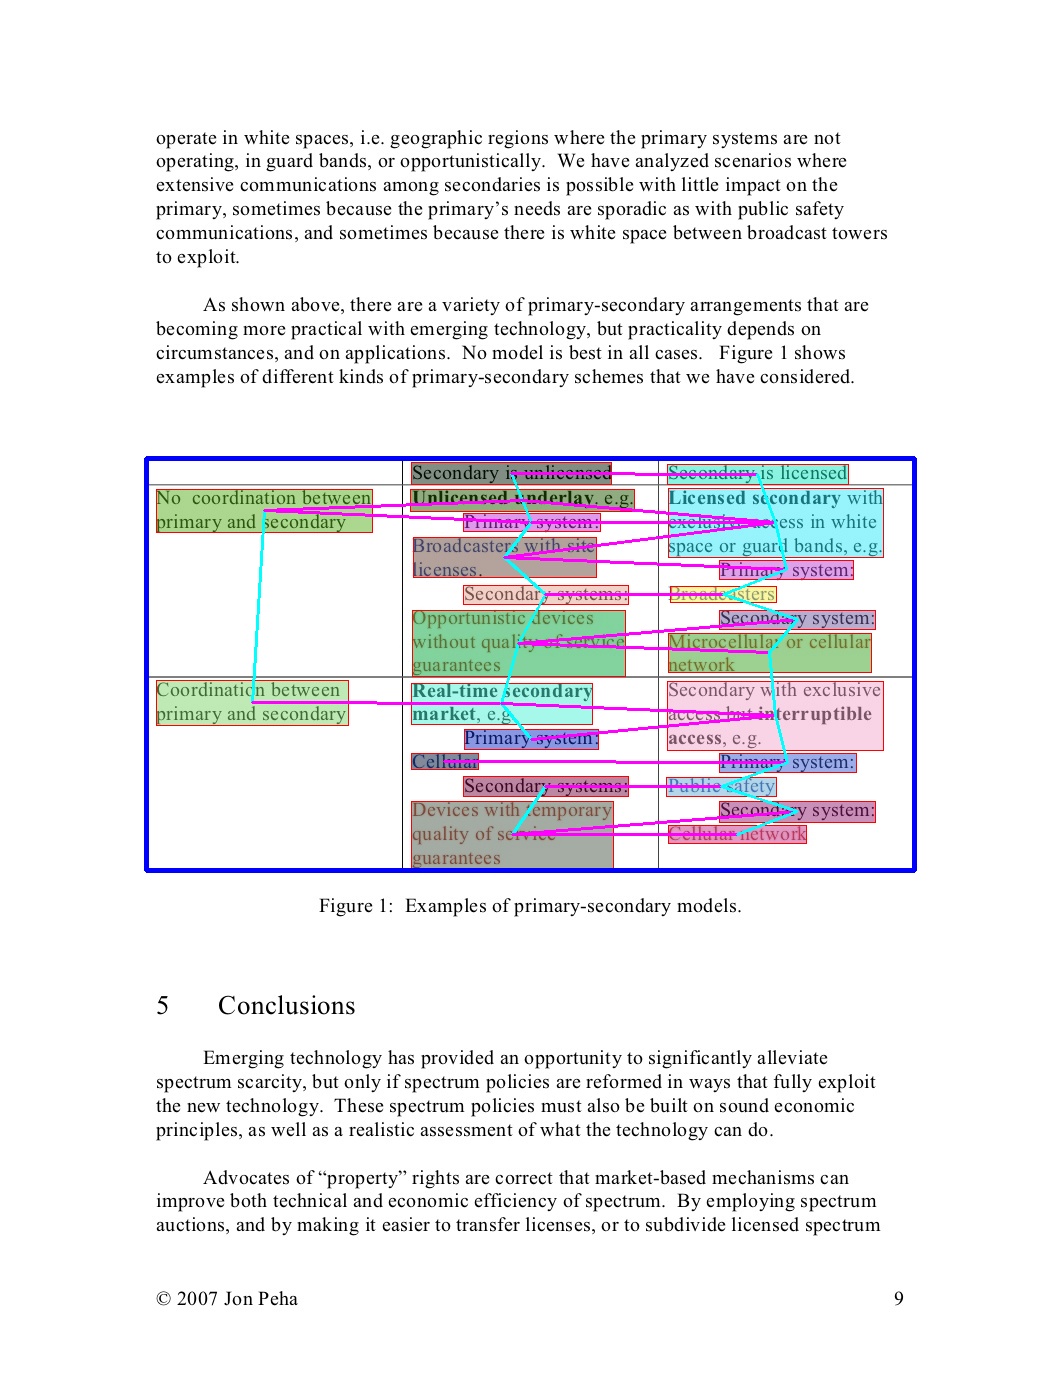 operate in white spaces, i.e. geographic regions where the primary systems are not
operating, in guard bands, or opportunistically.  We have analyzed scenarios where
extensive communications among secondaries is possible with little impact on the
primary, sometimes because the primary’s needs are sporadic as with public safety
communications, and sometimes because there is white space between broadcast towers
to exploit.
As shown above, there are a variety of primary-secondary arrangements that are
becoming more practical with emerging technology, but practicality depends on
circumstances, and on applications.  No model is best in all cases.   Figure 1 shows
examples of different kinds of primary-secondary schemes that we have considered.
Secondary is unlicensed
Secondary is licensed
No  coordination between
primary and secondary
Unlicensed underlay, e.g.
Primary system:
Broadcasters with site
licenses.
Secondary systems:
Opportunistic devices
without quality of service
guarantees
Licensed secondary with
exclusive access in white
space or guard bands, e.g.
Primary system:
Broadcasters
Secondary system:
Microcellular or cellular
network
Coordination between
primary and secondary
Real-time secondary
market, e.g.
Primary system:
Cellular
Secondary systems:
Devices with temporary
quality of service
guarantees
Secondary with exclusive
access but interruptible
access, e.g.
Primary system:
Public safety
Secondary system:
Cellular network
Figure 1:  Examples of primary-secondary models.
5 Conclusions
Emerging technology has provided an opportunity to significantly alleviate
spectrum scarcity, but only if spectrum policies are reformed in ways that fully exploit
the new technology.  These spectrum policies must also be built on sound economic
principles, as well as a realistic assessment of what the technology can do.
Advocates of “property” rights are correct that market-based mechanisms can
improve both technical and economic efficiency of spectrum.  By employing spectrum
auctions, and by making it easier to transfer licenses, or to subdivide licensed spectrum
© 2007 Jon Peha 9